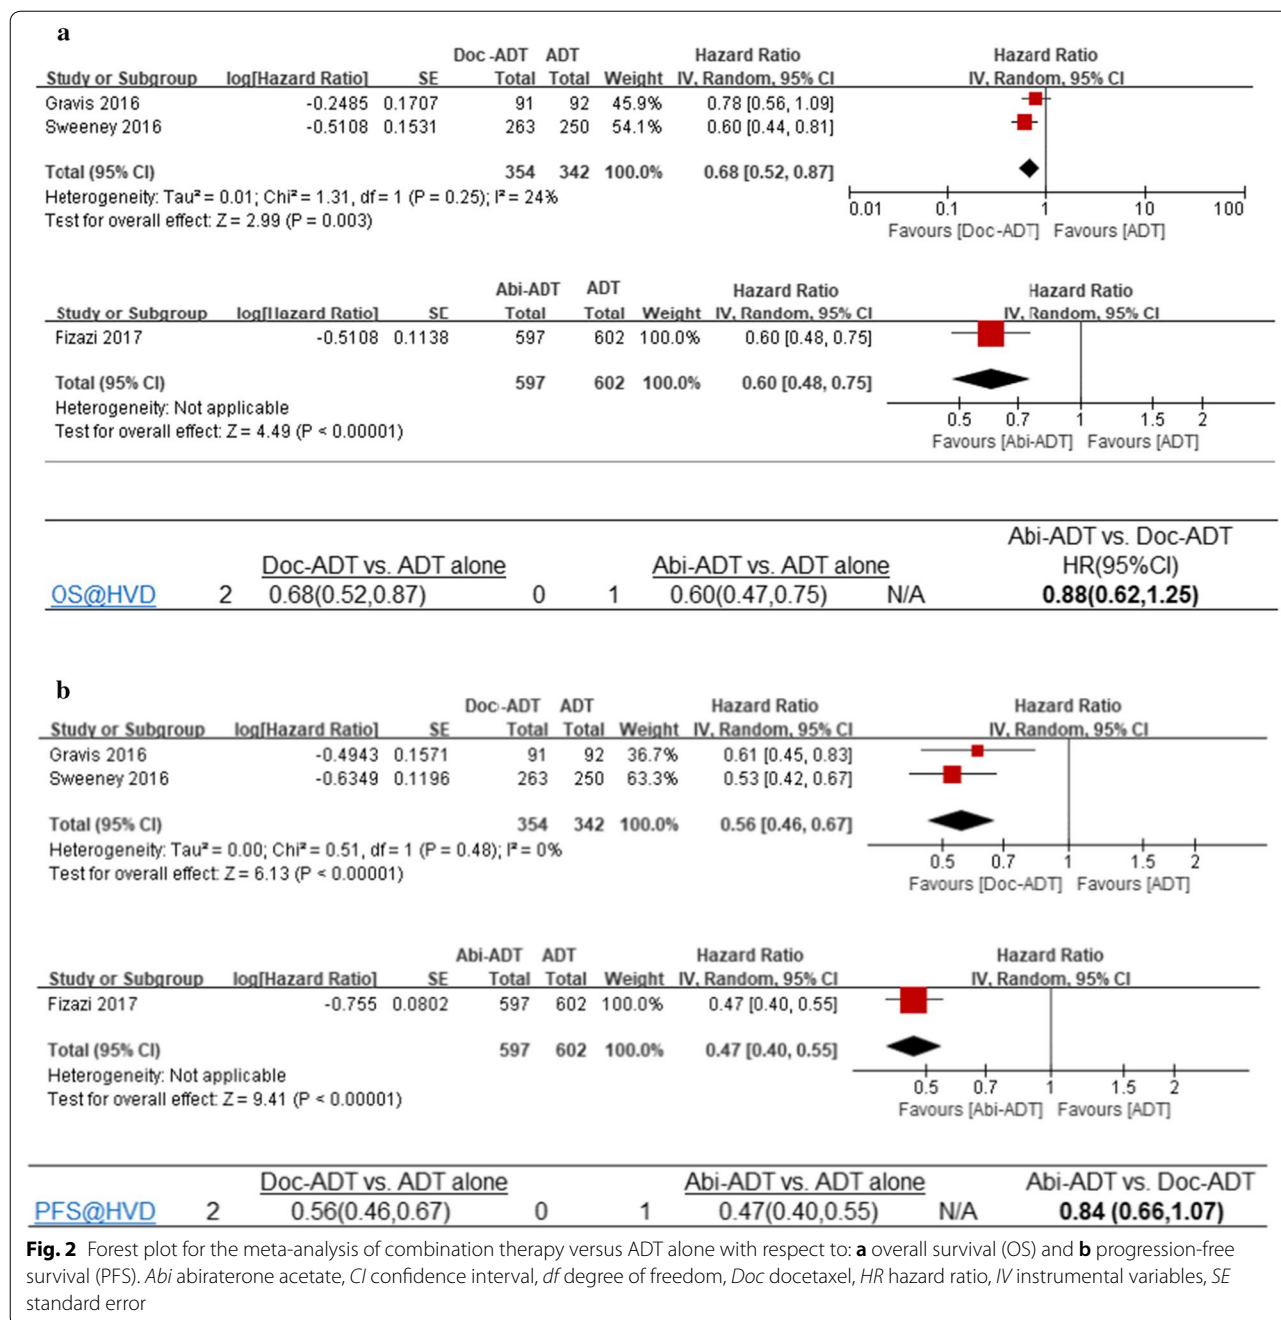 a
Doc-ADT ADT Hazard Ratio Hazard Ratio
Study or Subgroup log[Hazard Ratio] SE Total Total Weight IV, Random, 95% CI IV, Random, 95% CI
Gravis 2016 -0.2485 0.1707 91 92 45.9% 0.78 [0.56, 1.09]
Sweeney 2016 -0.5108 0.1531 263 250 54.1% 0.60 [0.44, 0.81]
Total (95% CI) 354 342 100.0% 0.68 [0.52, 0.87]
Heterogeneity: Tau² = 0.01; Chi² = 1.31, df = 1 (P = 0.25); I² = 24%
Test for overall effect: Z = 2.99 (P = 0.003)
0.01 0.1 1 10 100
Favours [Doc-ADT] Favours [ADT]
Abi-ADT ADT Hazard Ratio Hazard Ratio
Study or Subgroup log[Hazard Ratio] SE Total Total Weight IV, Random, 95% CI IV, Random, 95% CI
Fizazi 2017 -0.5108 0.1138 597 602 100.0% 0.60 [0.48, 0.75]
Total (95% CI) 597 602 100.0% 0.60 [0.48, 0.75]
Heterogeneity: Not applicable
Test for overall effect: Z = 4.49 (P < 0.00001)
0.5 0.7 1 1.5 2
Favours [Abi-ADT] Favours [ADT]
Abi-ADT vs. Doc-ADT
Doc-ADT vs. ADT alone Abi-ADT vs. ADT alone HR(95%CI)
OS@HVD 2 0.68(0.52,0.87) 0 1 0.60(0.47,0.75) N/A 0.88(0.62,1.25)
b
Doc-ADT ADT Hazard Ratio Hazard Ratio
Study or Subgroup log[Hazard Ratio] SE Total Total Weight IV, Random, 95% CI IV, Random, 95% CI
Gravis 2016 -0.4943 0.1571 91 92 36.7% 0.61 [0.45, 0.83]
Sweeney 2016 -0.6349 0.1196 263 250 63.3% 0.53 [0.42, 0.67]
Total (95% CI) 354 342 100.0% 0.56 [0.46, 0.67]
Heterogeneity: Tau² = 0.00; Chi² = 0.51, df = 1 (P = 0.48); I² = 0%
Test for overall effect: Z = 6.13 (P < 0.00001)
0.5 0.7 1 1.5 2
Favours [Doc-ADT] Favours [ADT]
Abi-ADT ADT Hazard Ratio Hazard Ratio
Study or Subgroup log[Hazard Ratio] SE Total Total Weight IV, Random, 95% CI IV, Random, 95% CI
Fizazi 2017 -0.755 0.0802 597 602 100.0% 0.47 [0.40, 0.55]
Total (95% CI) 597 602 100.0% 0.47 [0.40, 0.55]
Heterogeneity: Not applicable
Test for overall effect: Z = 9.41 (P < 0.00001)
0.5 0.7 1 1.5 2
Favours [Abi-ADT] Favours [ADT]
Doc-ADT vs. ADT alone Abi-ADT vs. ADT alone Abi-ADT vs. Doc-ADT
PFS@HVD 2 0.56(0.46,0.67) 0 1 0.47(0.40,0.55) N/A 0.84 (0.66,1.07)
Fig. 2 Forest plot for the meta-analysis of combination therapy versus ADT alone with respect to: a overall survival (OS) and b progression-free
survival (PFS). Abi abiraterone acetate, CI confidence interval, df degree of freedom, Doc docetaxel, HR hazard ratio, IV instrumental variables, SE
standard error